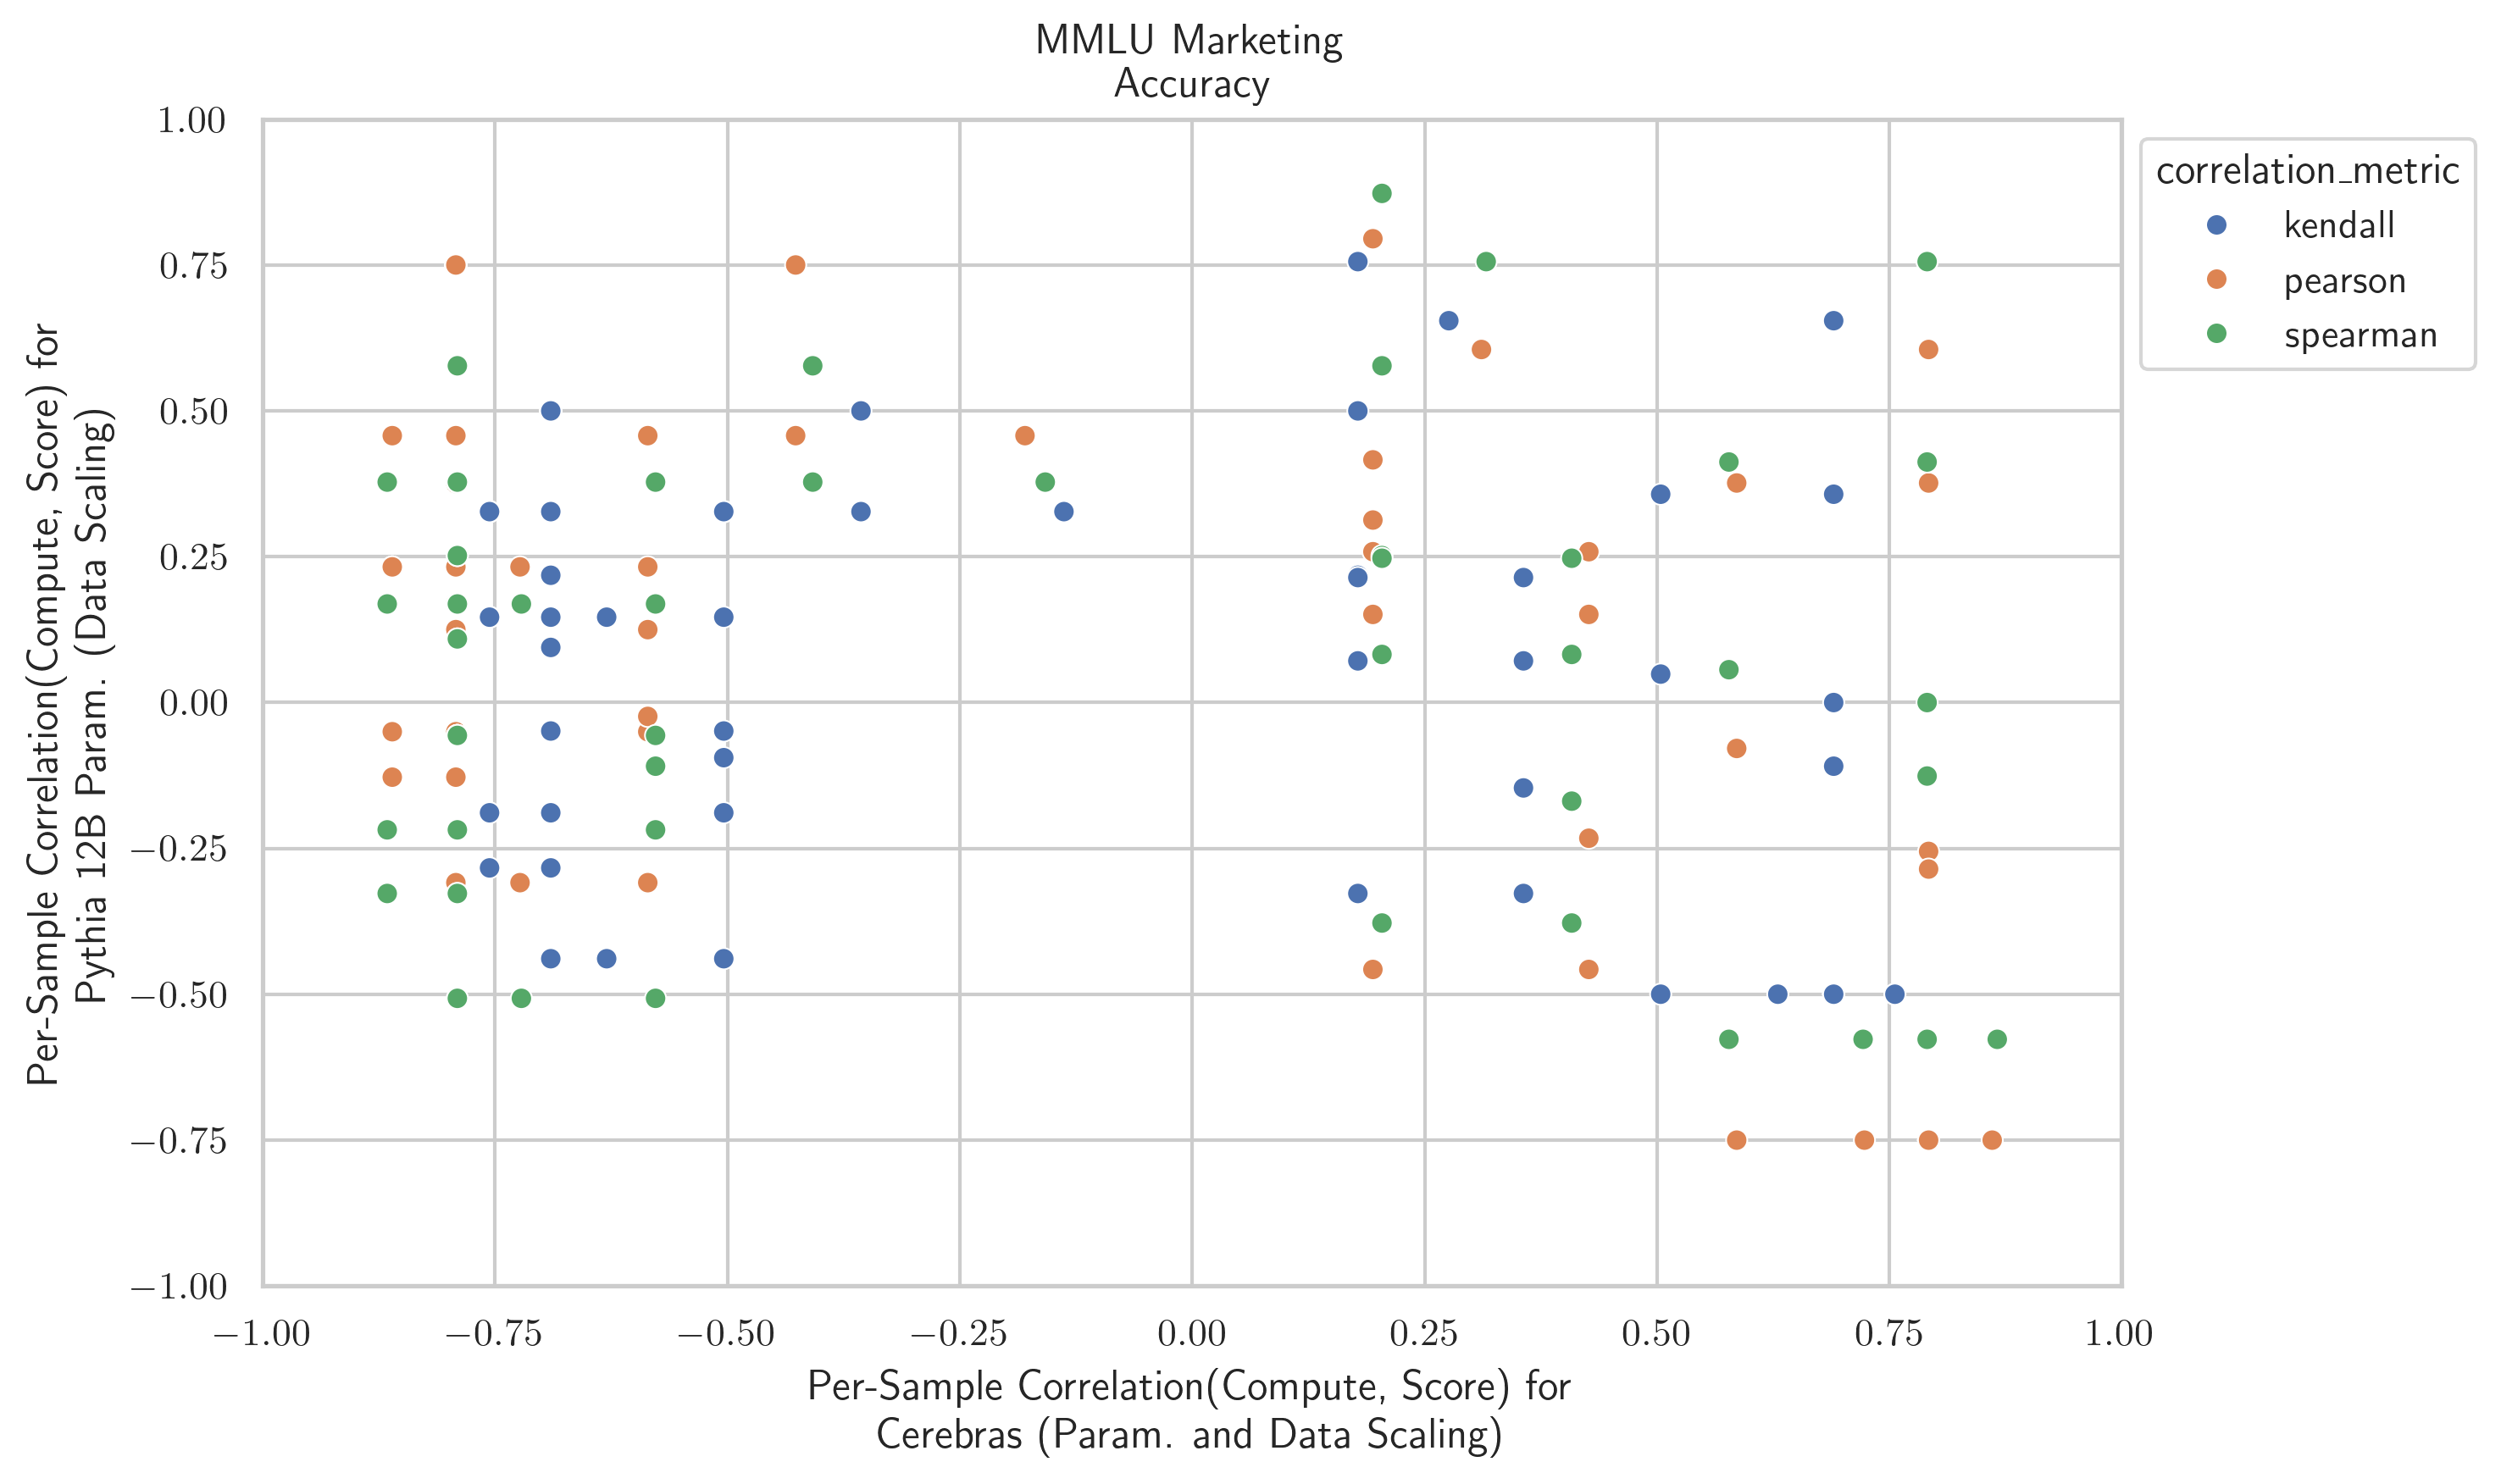 MMLU Marketing
Accuracy
1.00
0.75
0.50
0.25
0.00
−0.25
−0.50
−0.75
−1.00
Per-Sample Correlation(Compute, Score) for
Pythia 12B Param. (Data Scaling)
correlation_metric
kendall
pearson
spearman
−1.00 −0.75 −0.50 −0.25 0.00 0.25 0.50 0.75 1.00
Per-Sample Correlation(Compute, Score) for
Cerebras (Param. and Data Scaling)